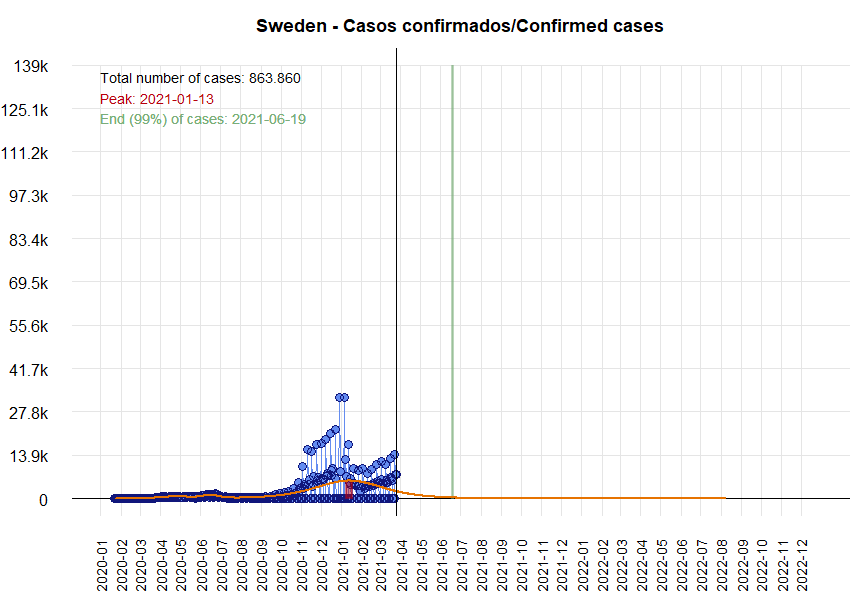 Sweden - Casos confirmados/Confirmed cases
139k
125.1k
111.2k
97.3k
83.4k
69.5k
55.6k
41.7k
27.8k
13.9k
0
Total number of cases: 863.860
Peak: 2021-01-13
End (99%) of cases: 2021-06-19
2020-01
2020-02
2020-03
2020-04
2020-05
2020-06
2020-07
2020-08
2020-09
2020-10
2020-11
2020-12
2021-01
2021-02
2021-03
2021-04
2021-05
2021-06
2021-07
2021-08
2021-09
2021-10
2021-11
2021-12
2022-01
2022-02
2022-03
2022-04
2022-05
2022-06
2022-07
2022-08
2022-09
2022-10
2022-11
2022-12